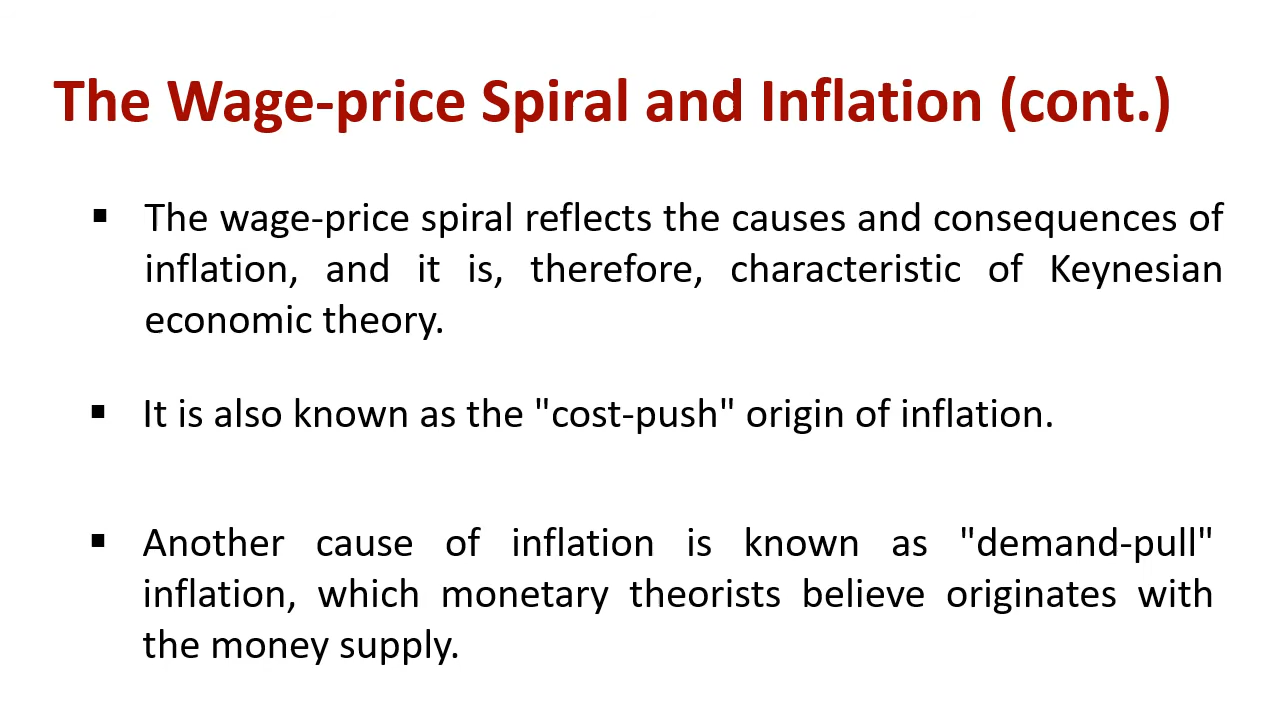 The Wage-price Spiral and Inflation (cont.)
▪ The wage-price spiral reflects the causes and consequences of
inflation, and it is, therefore, characteristic of Keynesian
economic theory.
▪ It is also known as the "cost-push" origin of inflation.
▪ Another cause of inflation is known as "demand-pull"
inflation, which monetary theorists believe originates with
the money supply.